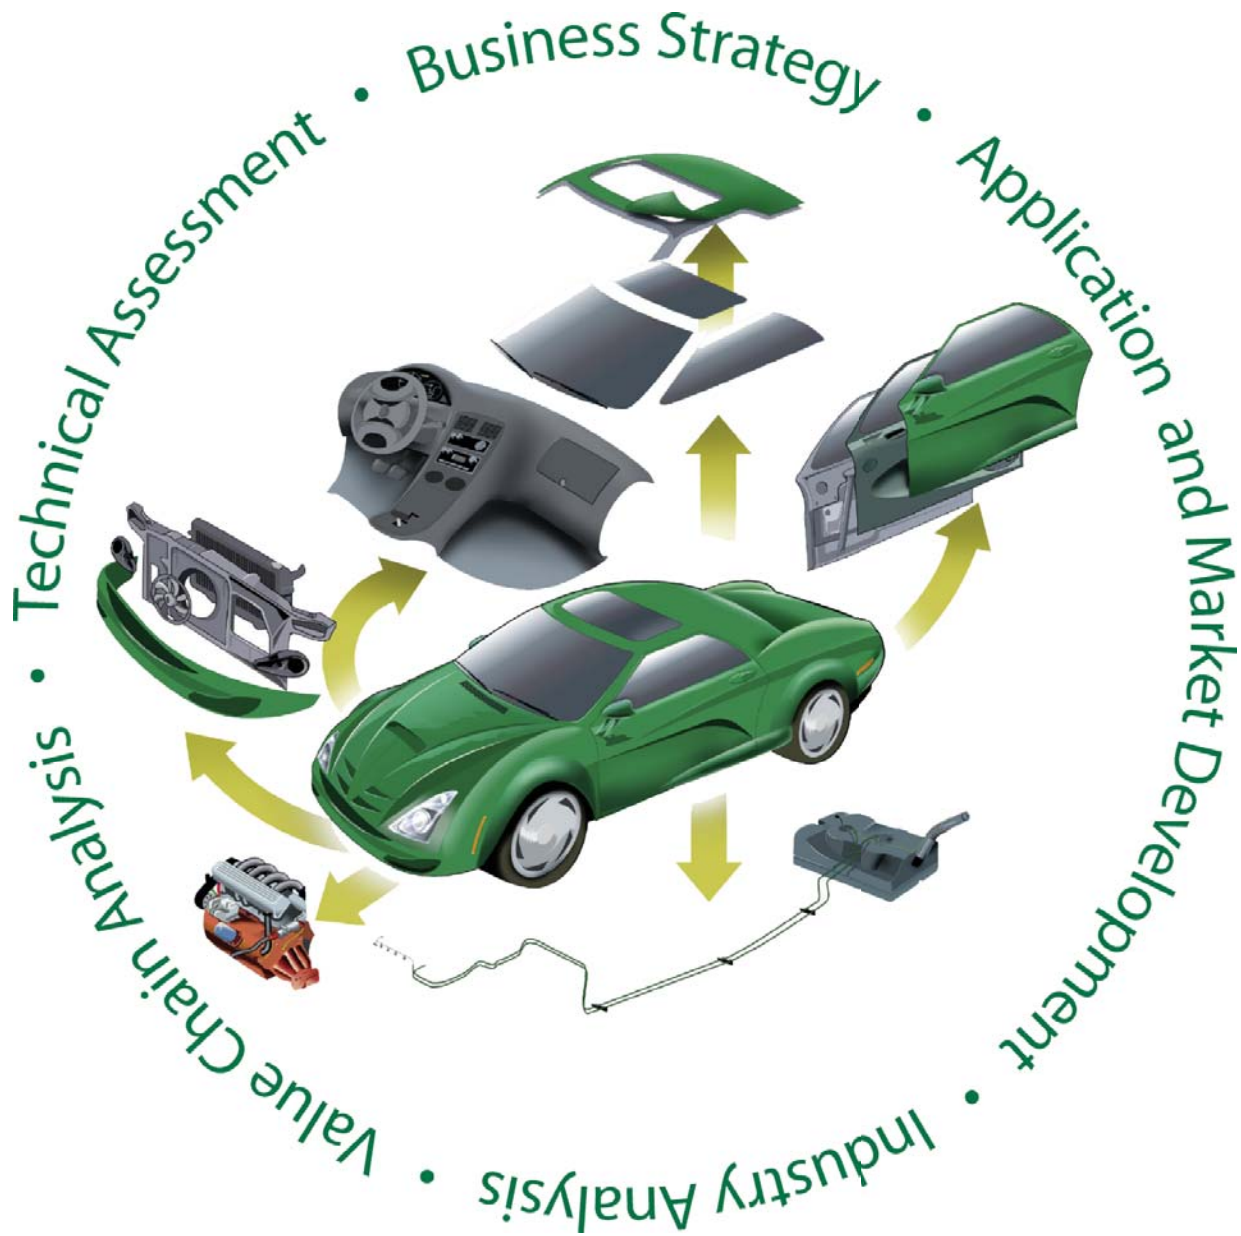 Business Strategy
•
Application and Market Development
•
Industry Analysis
•
Value Chain Analysis
•
Technical Assessment
•